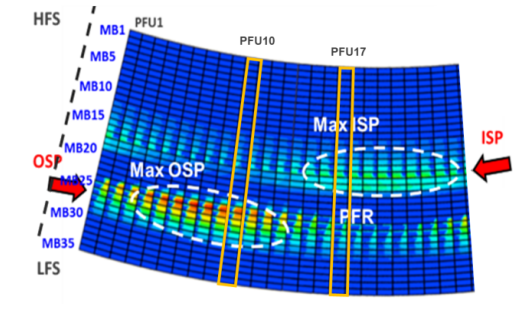 HFS
PFU1
MB1
PFU10
MB5
PFU17
MB10
MB15
Max ISP
MB20
ISP
OSP
Max OSP
MB25
MB30
PFR
MB35
LFS